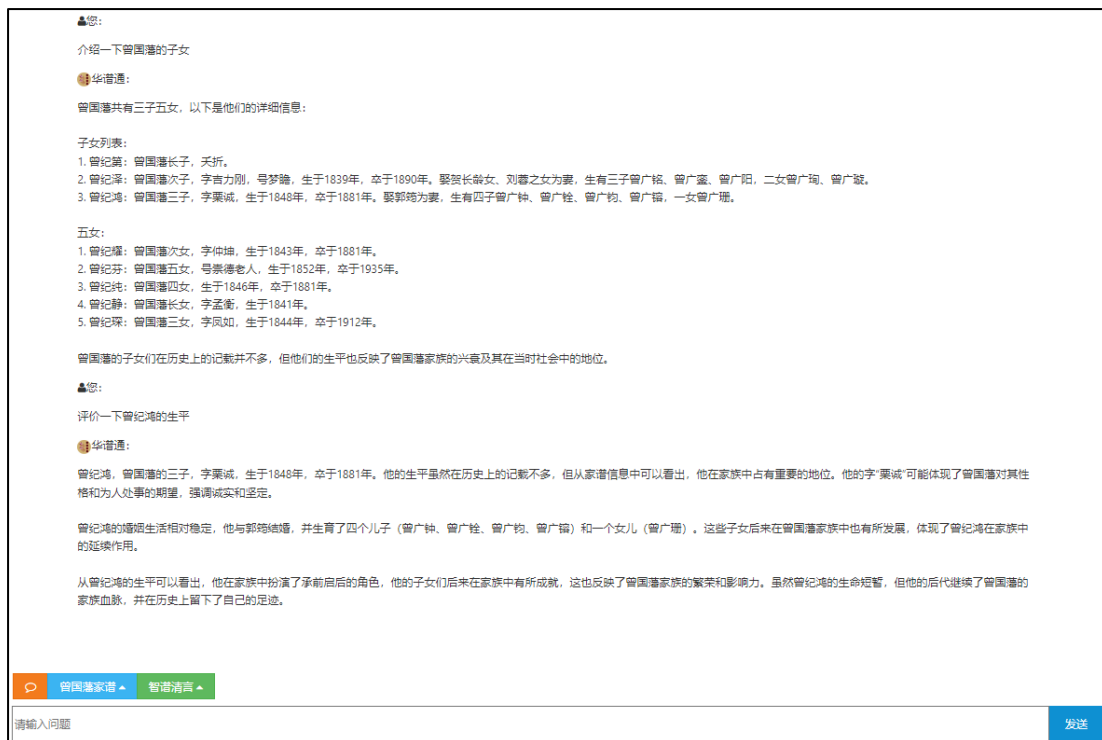 您：
介绍一下曾国藩的子女
华谱通：
曾国藩共有三子五女，以下是他们的详细信息：
子女列表：
1. 曾纪第：曾国藩长子，夭折。
2. 曾纪泽：曾国藩次子，字吉力刚，号梦瞻，生于1839年，卒于1890年。娶贺长龄女、刘蓉之女为妻，生有三子曾广铭、曾广銮、曾广阳，二女曾广珣、曾广璇。
3. 曾纪鸿：曾国藩三子，字栗诚，生于1848年，卒于1881年。娶郭筠为妻，生有四子曾广钟、曾广铨、曾广钧、曾广镕，一女曾广珊。
五女：
1. 曾纪耀：曾国藩次女，字仲坤，生于1843年，卒于1881年。
2. 曾纪芬：曾国藩五女，号崇德老人，生于1852年，卒于1935年。
3. 曾纪纯：曾国藩四女，生于1846年，卒于1881年。
4. 曾纪静：曾国藩长女，字孟衡，生于1841年。
5. 曾纪琛：曾国藩三女，字凤如，生于1844年，卒于1912年。
曾国藩的子女们在历史上的记载并不多，但他们的生平也反映了曾国藩家族的兴衰及其在当时社会中的地位。
您：
评价一下曾纪鸿的生平
华谱通：
曾纪鸿，曾国藩的三子，字栗诚，生于1848年，卒于1881年。他的生平虽然在历史上的记载不多，但从家谱信息中可以看出，他在家族中占有重要的地位。他的字“栗诚”可能体现了曾国藩对其性
格和为人处事的期望，强调诚实和坚定。
曾纪鸿的婚姻生活相对稳定，他与郭筠结婚，并生育了四个儿子（曾广钟、曾广铨、曾广钧、曾广镕）和一个女儿（曾广珊）。这些子女后来在曾国藩家族中也有所发展，体现了曾纪鸿在家族中
的延续作用。
从曾纪鸿的生平可以看出，他在家族中扮演了承前启后的角色，他的子女们后来在家族中有所成就，这也反映了曾国藩家族的繁荣和影响力。虽然曾纪鸿的生命短暂，但他的后代继续了曾国藩的
家族血脉，并在历史上留下了自己的足迹。
曾国藩家谱 智谱清言
请输入问题 发送